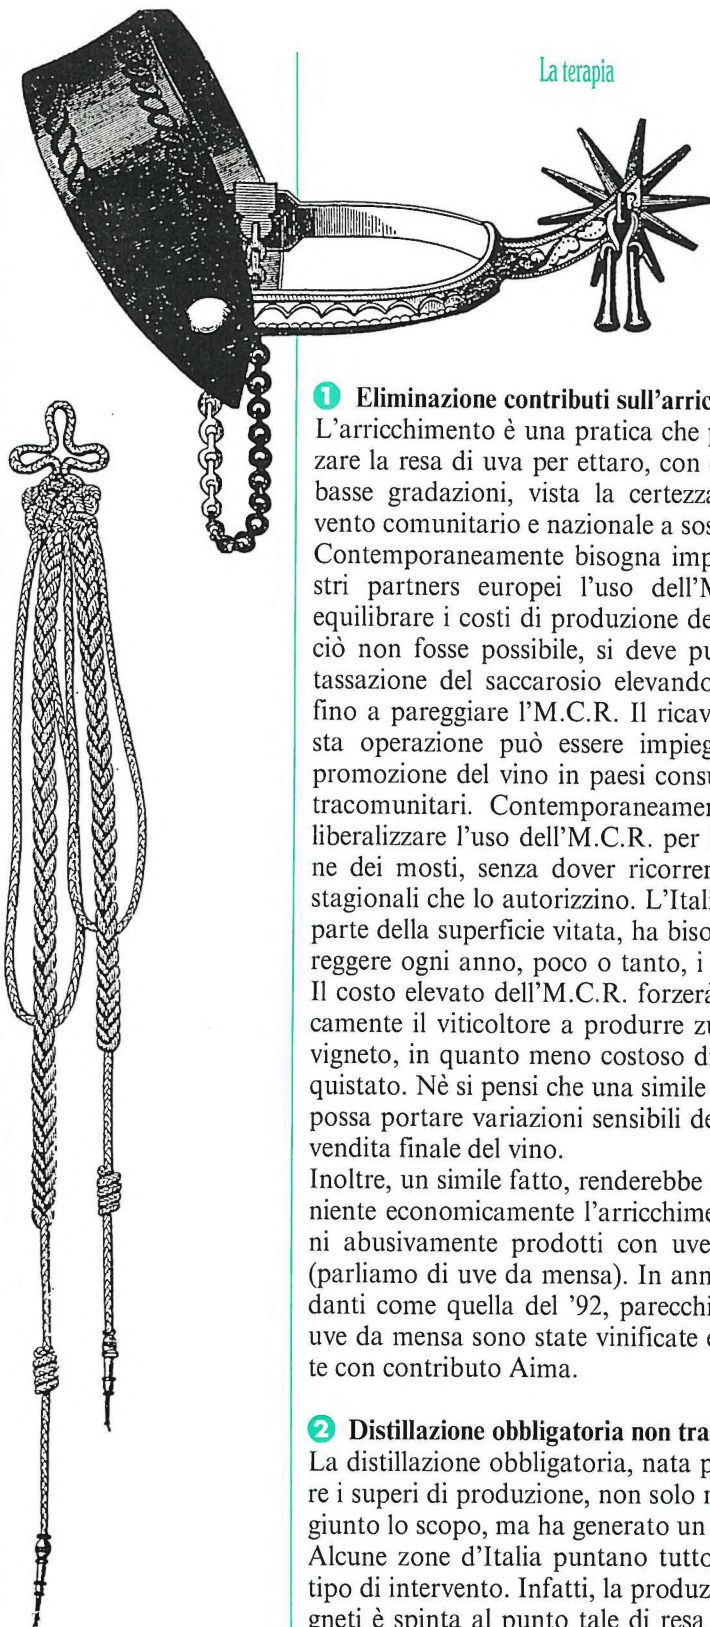 La terapia
1 Eliminazione contributi sull'arric
L'arricchimento è una pratica che p
zare la resa di uva per ettaro, con
basse gradazioni, vista la certezza
vento comunitario e nazionale a sos
Contemporaneamente bisogna imp
stri partners europei l'uso dell'M
equilibrare i costi di produzione de
ciò non fosse possibile, si deve pu
tassazione del saccarosio elevando
fino a pareggiare l'M.C.R. Il ricav
sta operazione può essere impieg
promozione del vino in paesi consu
tracomunitari. Contemporaneamen
liberalizzare l'uso dell'M.C.R. per
ne dei mosti, senza dover ricorren
stagionali che lo autorizzino. L'Itali
parte della superficie vitata, ha biso
reggere ogni anno, poco o tanto, i
Il costo elevato dell'M.C.R. forzerà
camente il viticoltore a produrre zu
vigneto, in quanto meno costoso di
quistato. Nè si pensi che una simile
possa portare variazioni sensibili de
vendita finale del vino.
Inoltre, un simile fatto, renderebbe
niente economicamente l'arricchime
ni abusivamente prodotti con uve
(parliamo di uve da mensa). In ann
danti come quella del '92, parecchi
uve da mensa sono state vinificate e
te con contributo Aima.
2 Distillazione obbligatoria non tra
La distillazione obbligatoria, nata p
re i superi di produzione, non solo n
giunto lo scopo, ma ha generato un
Alcune zone d'Italia puntano tutto
tipo di intervento. Infatti, la produz
gneti è spinta al punto tale di resa